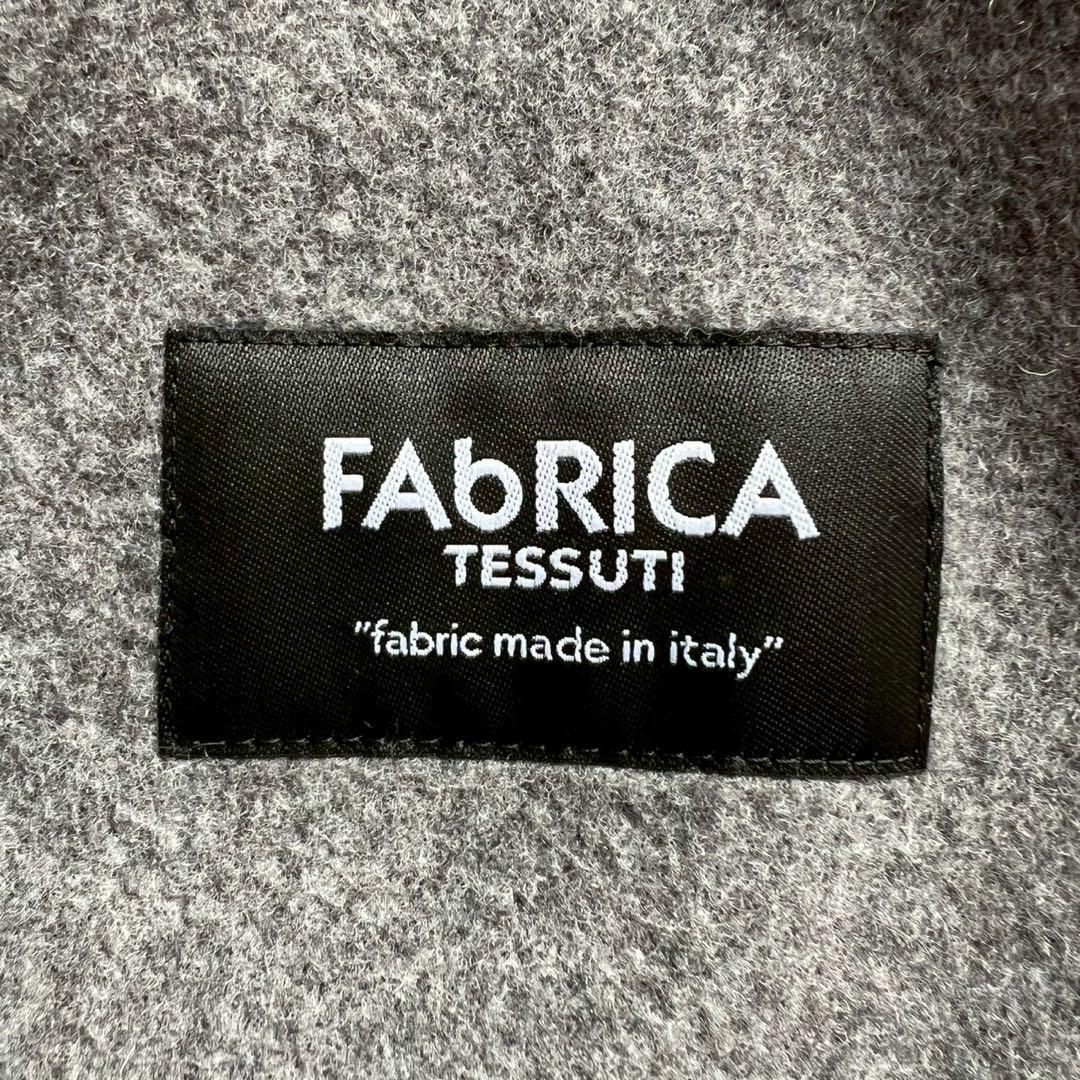 FAbRICA
TESSUTI
"fabric made in italy"